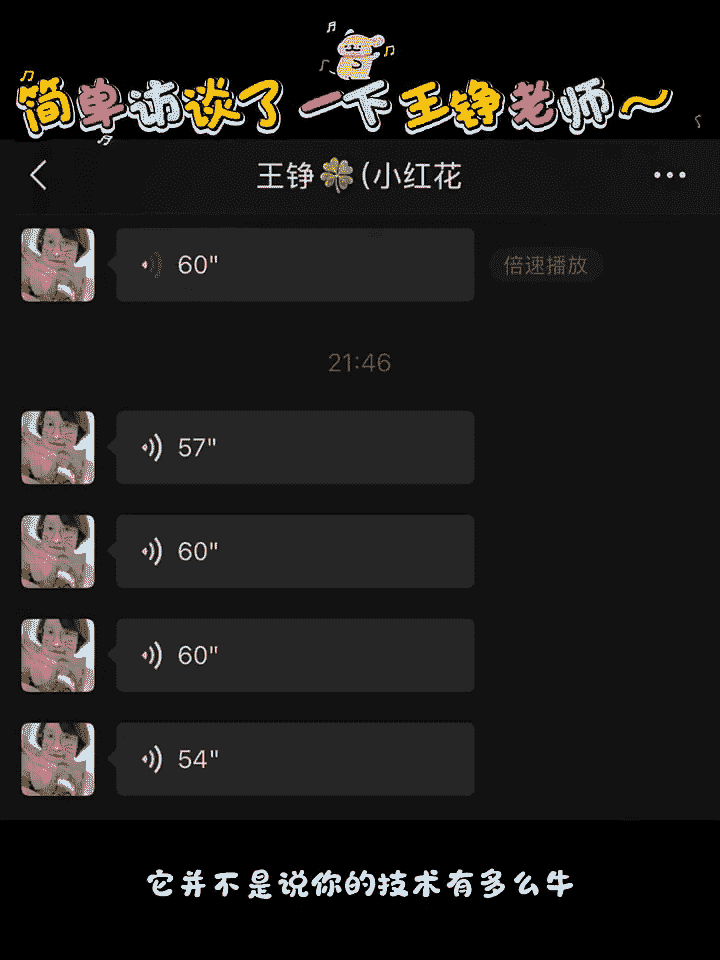 简单访谈了一下王铮老师～
王铮🍀(小红花
60"
倍速播放
21:46
57"
60"
60"
54"
它并不是说你的技术有多么牛